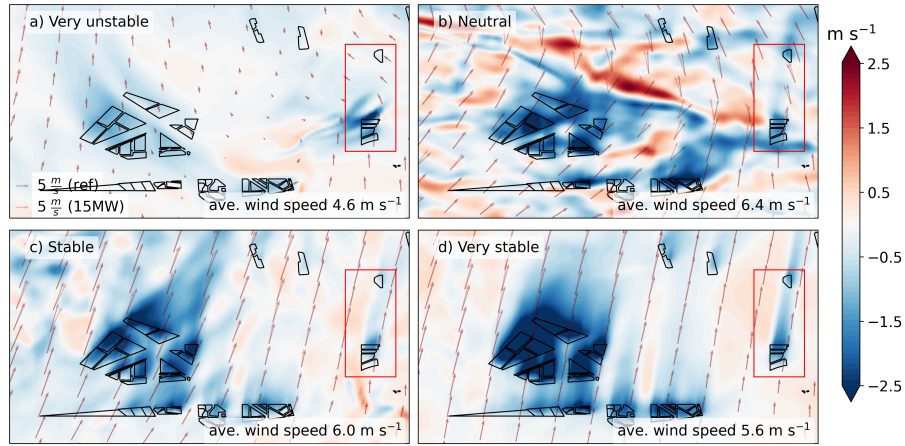 a) Very unstable
5 m/s (ref)
5 m/s (15MW)
ave. wind speed 4.6 m s⁻¹
b) Neutral
ave. wind speed 6.4 m s⁻¹
c) Stable
ave. wind speed 6.0 m s⁻¹
d) Very stable
ave. wind speed 5.6 m s⁻¹
m s⁻¹
2.5
1.5
0.5
−0.5
−1.5
−2.5